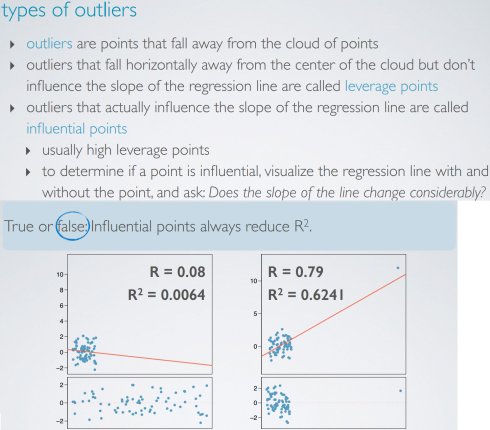 types of outliers
▸ outliers are points that fall away from the cloud of points
▸ outliers that fall horizontally away from the center of the cloud but don't
influence the slope of the regression line are called leverage points
▸ outliers that actually influence the slope of the regression line are called
influential points
▸ usually high leverage points
▸ to determine if a point is influential, visualize the regression line with and
without the point, and ask: Does the slope of the line change considerably?
True or false: Influential points always reduce R².
R = 0.08
R² = 0.0064
10
8
6
4
2
0
−2
2
0
−2
R = 0.79
R² = 0.6241
10
5
0
2
0
−2